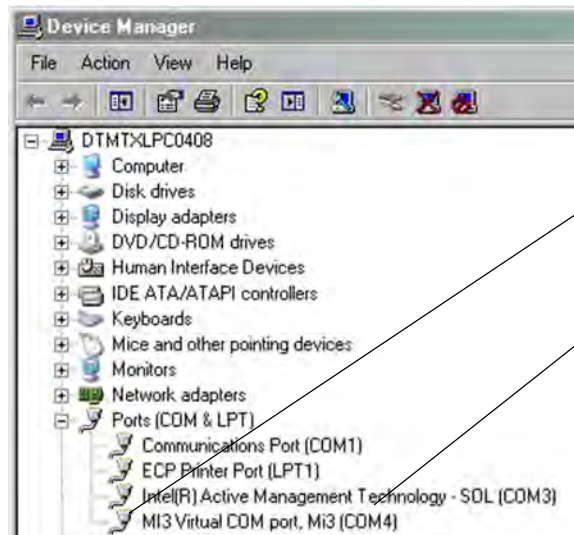 Device Manager
File Action View Help
DTMTXLPC0408
Computer
Disk drives
Display adapters
DVD/CD-ROM drives
Human Interface Devices
IDE ATA/ATAPI controllers
Keyboards
Mice and other pointing devices
Monitors
Network adapters
Ports (COM & LPT)
Communications Port (COM1)
ECP Printer Port (LPT1)
Intel(R) Active Management Technology - SOL (COM3)
MI3 Virtual COM port, Mi3 (COM4)